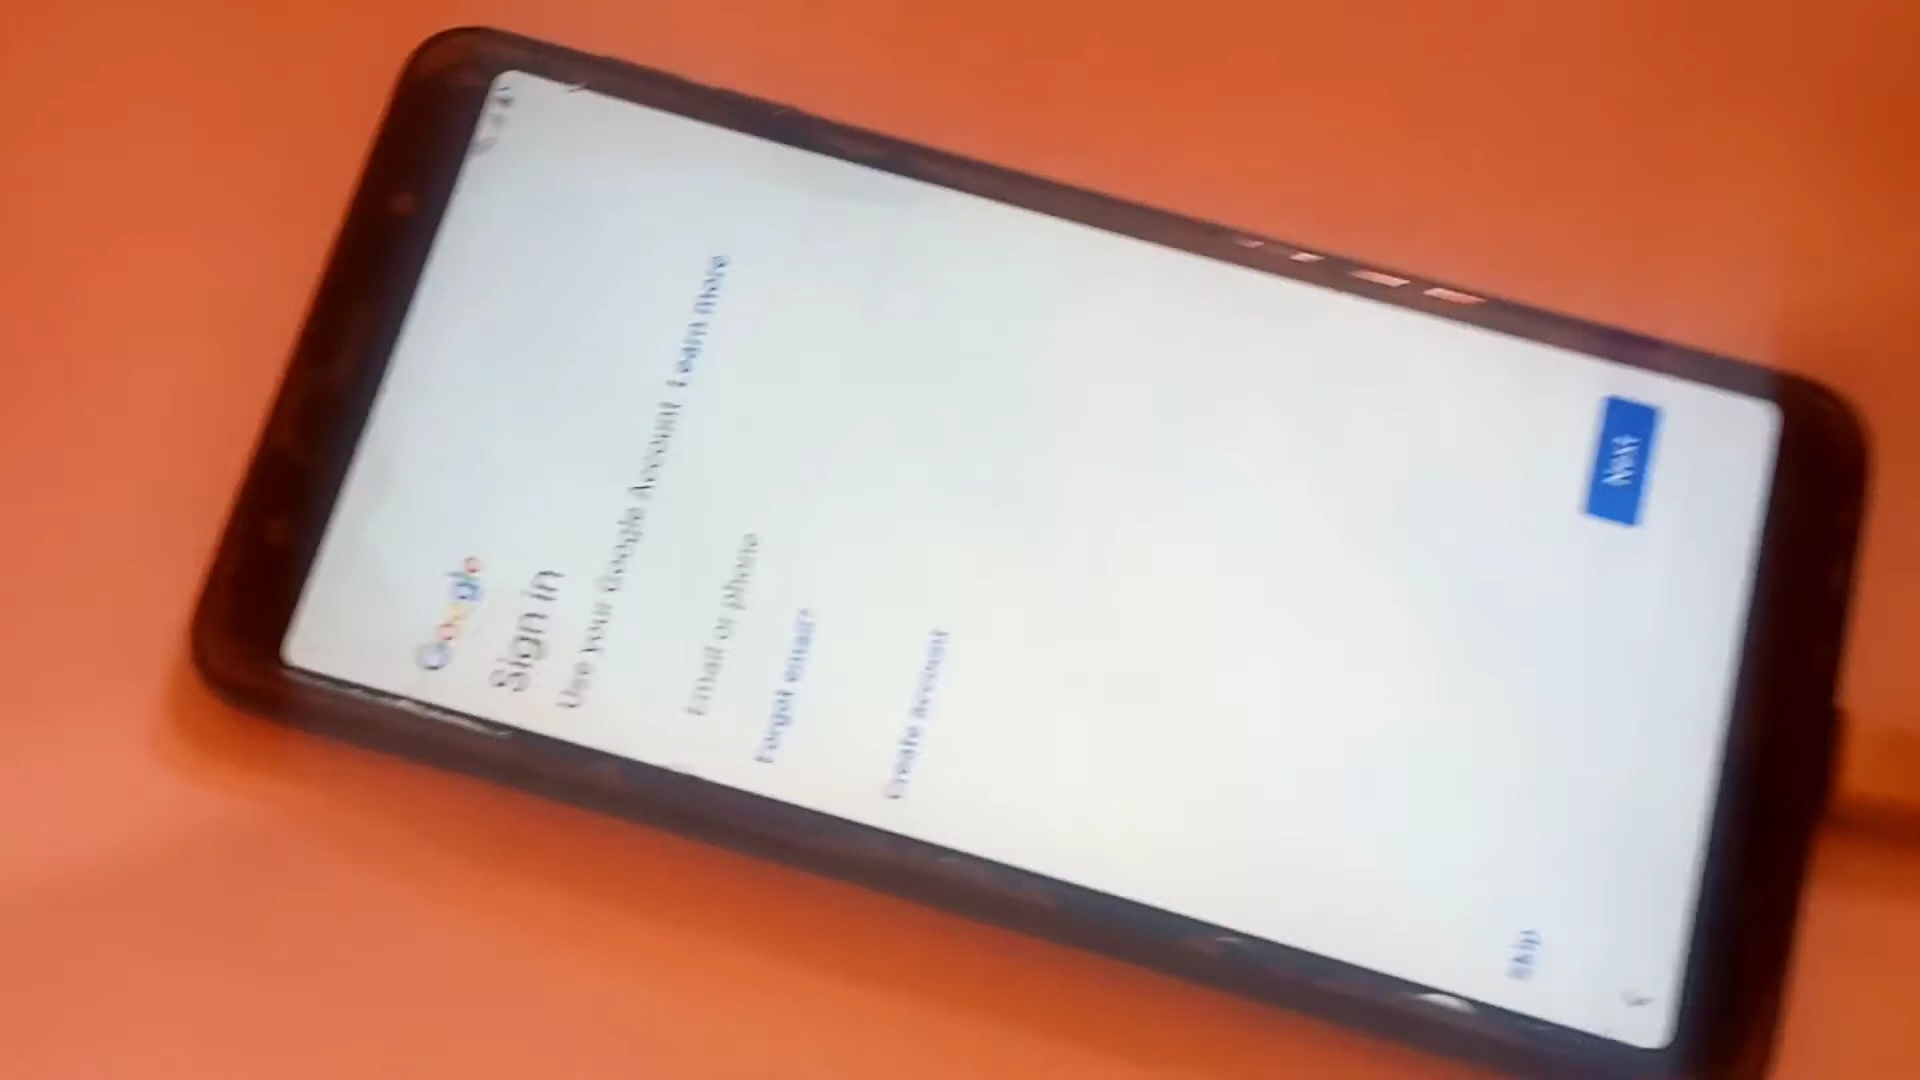 Google
Sign in
Use your Google Account. Learn more
Email or phone
Forgot email?
Create account
Skip
Next